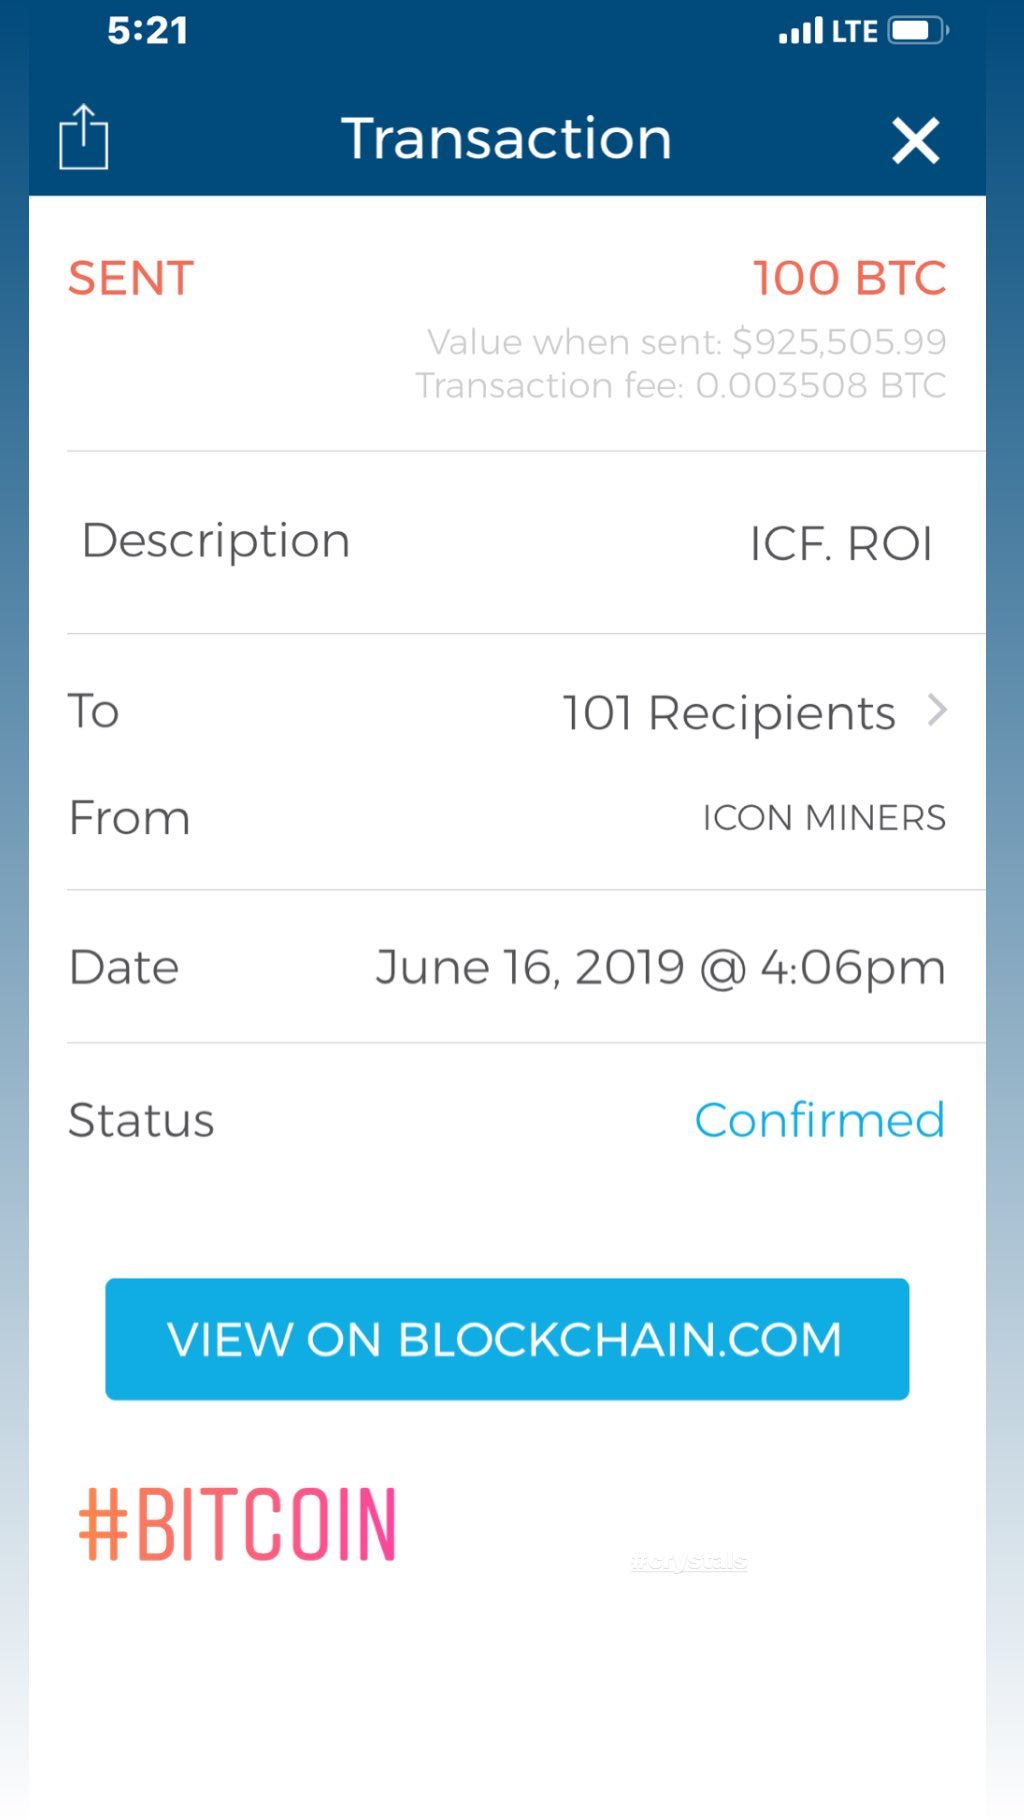 5:21 LTE
Transaction
SENT 100 BTC
Value when sent: $925,505.99
Transaction fee: 0.003508 BTC
Description ICF. ROI
To 101 Recipients
From ICON MINERS
Date June 16, 2019 @ 4:06pm
Status Confirmed
VIEW ON BLOCKCHAIN.COM
#BITCOIN
#crystals